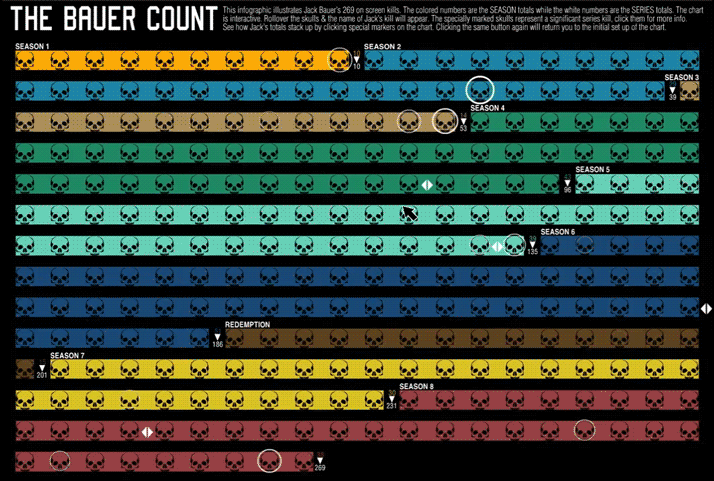 THE BAUER COUNT
This infographic illustrates Jack Bauer's 269 on screen kills. The colored numbers are the SEASON totals while the white numbers are the SERIES totals. The chart
is interactive. Rollover the skulls & the name of Jack's kill will appear. The specially marked skulls represent a significant series kill, click them for more info.
See how Jack's totals stack up by clicking special markers on the chart. Clicking the same button again will return you to the initial set up of the chart.
SEASON 1
10
10
SEASON 2
SEASON 3
39
SEASON 4
53
SEASON 5
96
SEASON 6
135
REDEMPTION
186
SEASON 7
201
SEASON 8
231
269